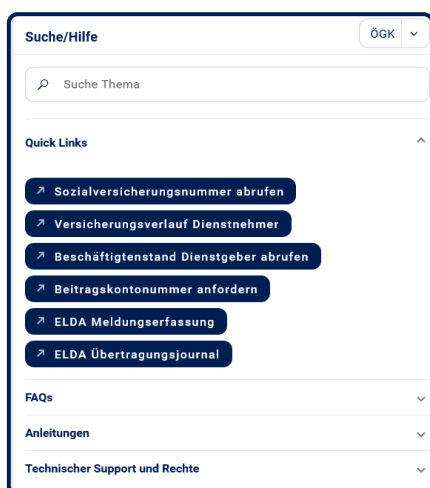 Suche/Hilfe
ÖGK
Suche Thema
Quick Links
Sozialversicherungsnummer abrufen
Versicherungsverlauf Dienstnehmer
Beschäftigtenstand Dienstgeber abrufen
Beitragskontonummer anfordern
ELDA Meldungserfassung
ELDA Übertragungsjournal
FAQs
Anleitungen
Technischer Support und Rechte